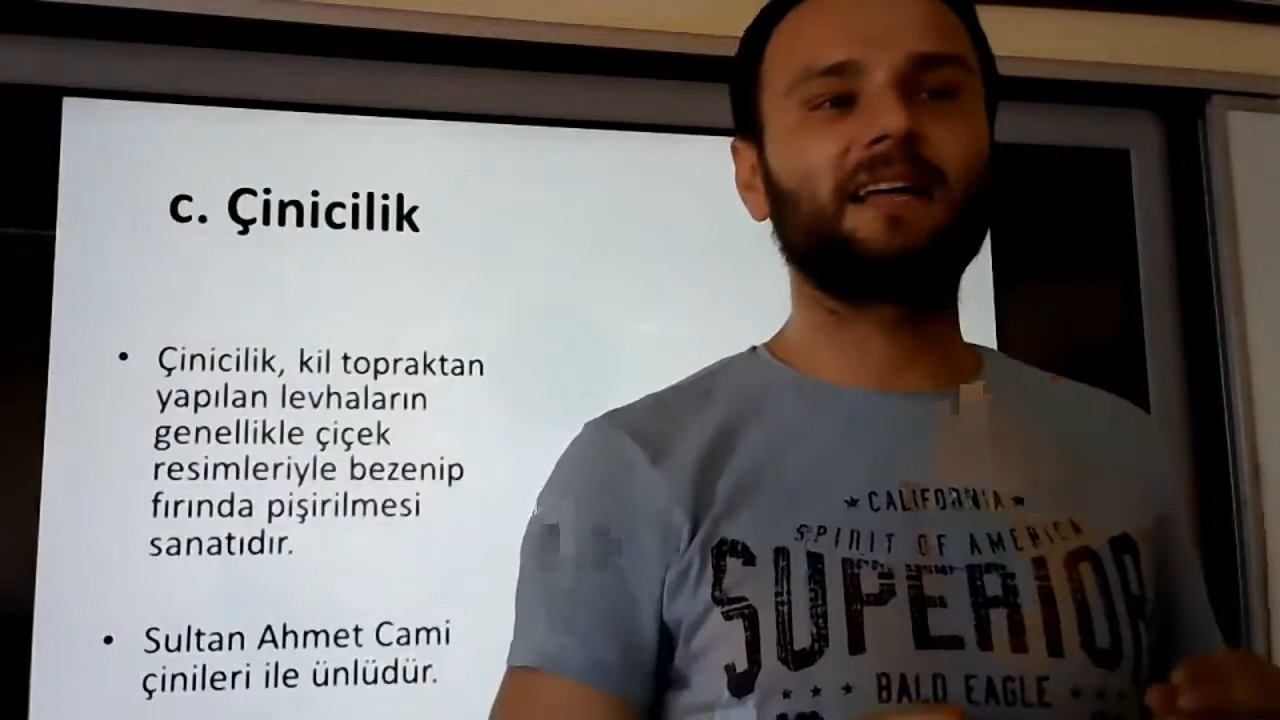 c. Çinicilik
• Çinicilik, kil topraktan
yapılan levhaların
genellikle çiçek
resimleriyle bezenip
fırında pişirilmesi
sanatıdır.
• Sultan Ahmet Cami
çinileri ile ünlüdür.
CALIFORNIA
SPIRIT OF AMERICA
SUPERIOR
BALD EAGLE